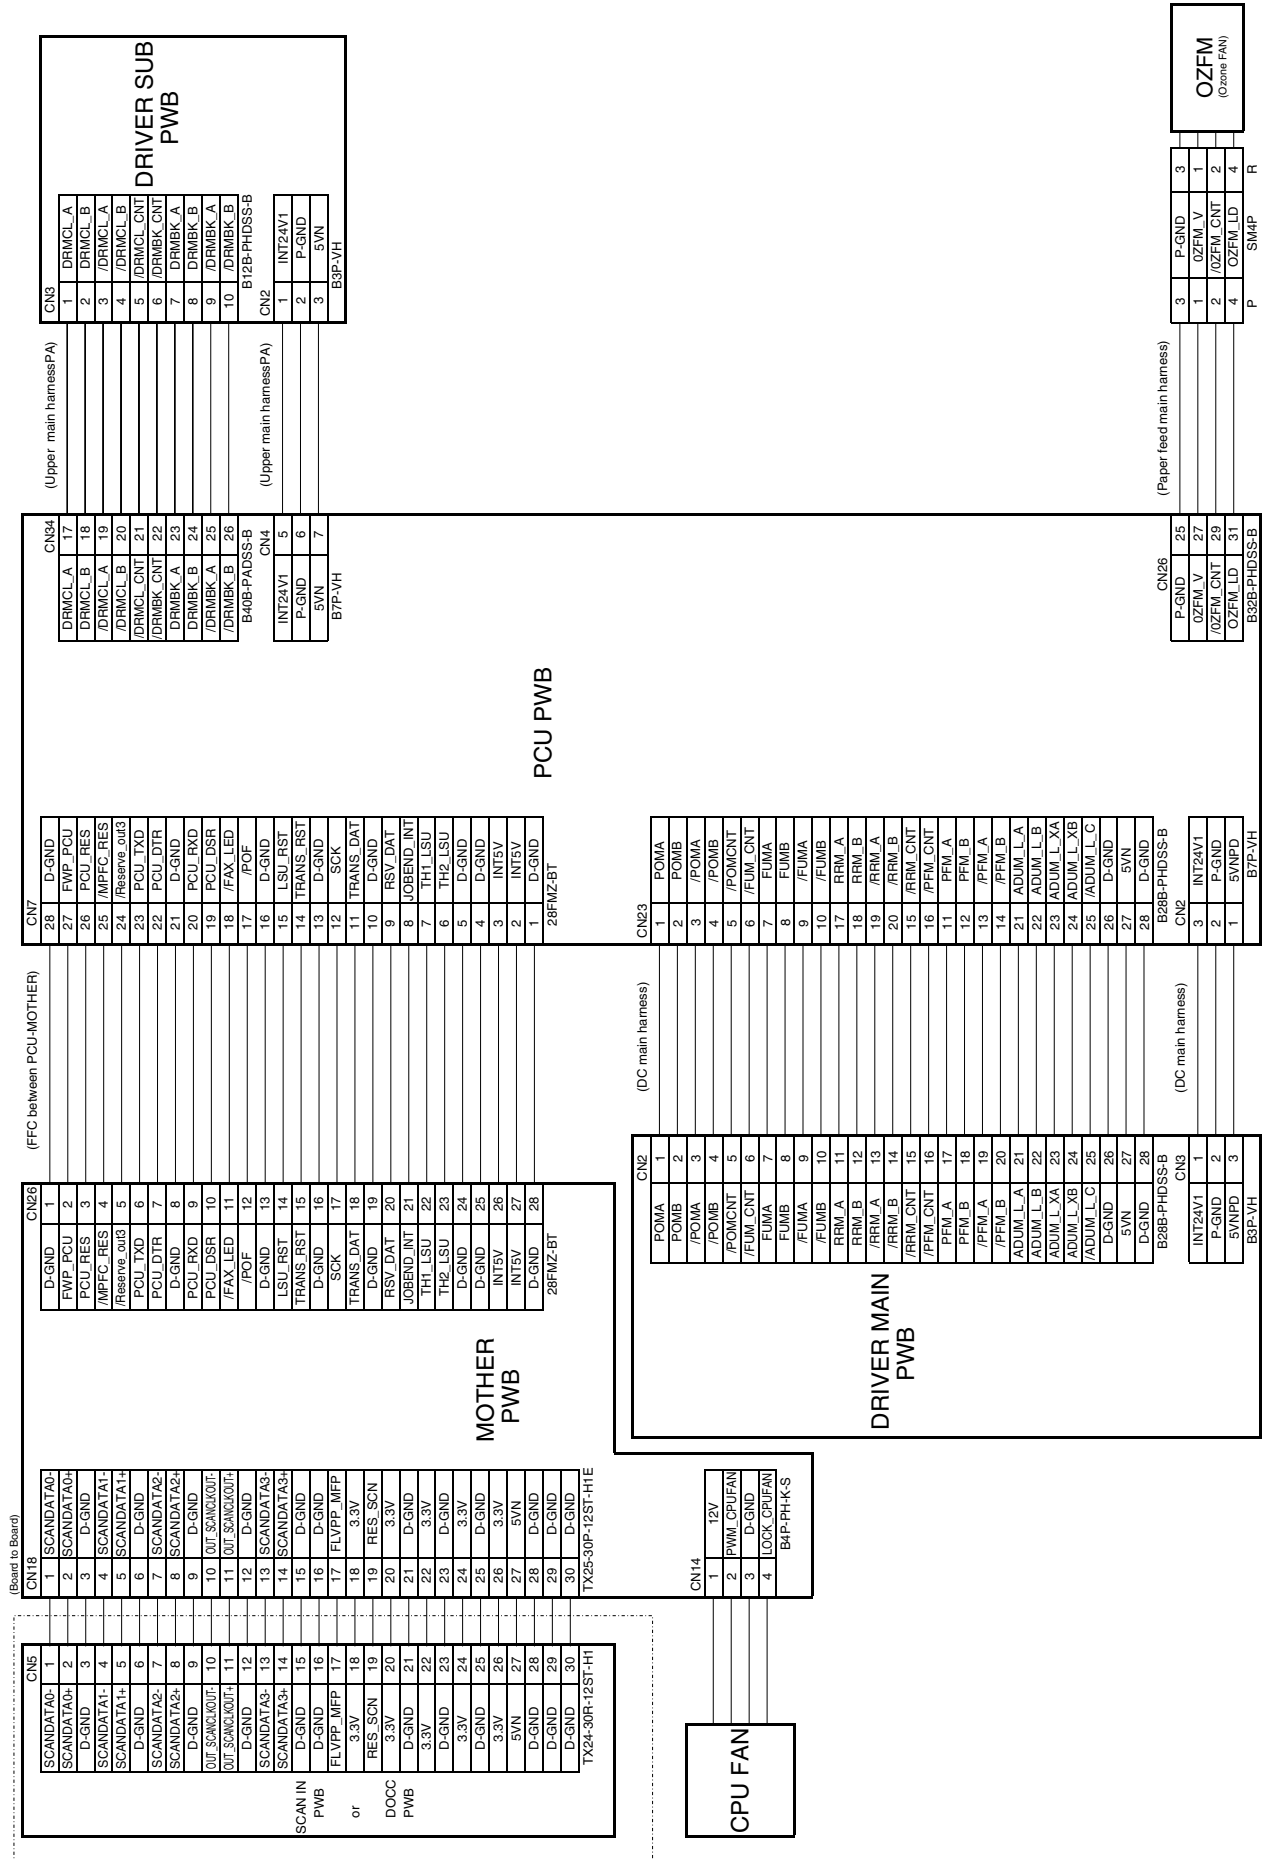 (Board to Board)
CN5
SCANDATA0- 1
SCANDATA0+ 2
D-GND 3
SCANDATA1- 4
SCANDATA1+ 5
D-GND 6
SCANDATA2- 7
SCANDATA2+ 8
D-GND 9
OUT_SCANCLKOUT- 10
OUT_SCANCLKOUT+ 11
D-GND 12
SCANDATA3- 13
SCANDATA3+ 14
D-GND 15
D-GND 16
FLVPP_MFP 17
3.3V 18
RES_SCN 19
3.3V 20
D-GND 21
3.3V 22
D-GND 23
3.3V 24
D-GND 25
3.3V 26
5VN 27
D-GND 28
D-GND 29
D-GND 30
TX24-30R-12ST-H1
SCAN IN
PWB
or
DOCC
PWB
CN18
1 SCANDATA0-
2 SCANDATA0+
3 D-GND
4 SCANDATA1-
5 SCANDATA1+
6 D-GND
7 SCANDATA2-
8 SCANDATA2+
9 D-GND
10 OUT_SCANCLKOUT-
11 OUT_SCANCLKOUT+
12 D-GND
13 SCANDATA3-
14 SCANDATA3+
15 D-GND
16 D-GND
17 FLVPP_MFP
18 3.3V
19 RES_SCN
20 3.3V
21 D-GND
22 3.3V
23 D-GND
24 3.3V
25 D-GND
26 3.3V
27 5VN
28 D-GND
29 D-GND
30 D-GND
TX25-30P-12ST-H1E
MOTHER
PWB
CN14
1 12V
2 PWM_CPUFAN
3 D-GND
4 LOCK_CPUFAN
B4P-PH-K-S
CPU FAN
CN26
D-GND 1
FWP_PCU 2
PCU_RES 3
/MPFC_RES 4
/Reserve_out3 5
PCU_TXD 6
PCU_DTR 7
D-GND 8
PCU_RXD 9
PCU_DSR 10
/FAX_LED 11
/POF 12
D-GND 13
LSU_RST 14
TRANS_RST 15
D-GND 16
SCK 17
TRANS_DAT 18
D-GND 19
RSV_DAT 20
JOBEND_INT 21
TH1_LSU 22
TH2_LSU 23
D-GND 24
D-GND 25
INT5V 26
INT5V 27
D-GND 28
28FMZ-BT
(FFC between PCU-MOTHER)
CN7
28 D-GND
27 FWP_PCU
26 PCU_RES
25 /MPFC_RES
24 /Reserve_out3
23 PCU_TXD
22 PCU_DTR
21 D-GND
20 PCU_RXD
19 PCU_DSR
18 /FAX_LED
17 /POF
16 D-GND
15 LSU_RST
14 TRANS_RST
13 D-GND
12 SCK
11 TRANS_DAT
10 D-GND
9 RSV_DAT
8 JOBEND_INT
7 TH1_LSU
6 TH2_LSU
5 D-GND
4 D-GND
3 INT5V
2 INT5V
1 D-GND
28FMZ-BT
PCU PWB
DRIVER MAIN
PWB
CN2
POMA 1
POMB 2
/POMA 3
/POMB 4
/POMCNT 5
/FUM_CNT 6
FUMA 7
FUMB 8
/FUMA 9
/FUMB 10
RRM_A 11
RRM_B 12
/RRM_A 13
/RRM_B 14
/RRM_CNT 15
/PFM_CNT 16
PFM_A 17
PFM_B 18
/PFM_A 19
/PFM_B 20
ADUM_L_A 21
ADUM_L_B 22
ADUM_L_XA 23
ADUM_L_XB 24
/ADUM_L_C 25
D-GND 26
5VN 27
D-GND 28
B28B-PHDSS-B
CN3
INT24V1 1
P-GND 2
5VNPD 3
B3P-VH
(DC main harness)
(DC main harness)
CN23
1 POMA
2 POMB
3 /POMA
4 /POMB
5 /POMCNT
6 /FUM_CNT
7 FUMA
8 FUMB
9 /FUMA
10 /FUMB
17 RRM_A
18 RRM_B
19 /RRM_A
20 /RRM_B
15 /RRM_CNT
16 /PFM_CNT
11 PFM_A
12 PFM_B
13 /PFM_A
14 /PFM_B
21 ADUM_L_A
22 ADUM_L_B
23 ADUM_L_XA
24 ADUM_L_XB
25 /ADUM_L_C
26 D-GND
27 5VN
28 D-GND
B28B-PHDSS-B
CN2
3 INT24V1
2 P-GND
1 5VNPD
B7P-VH
CN34
DRMCL_A 17
DRMCL_B 18
/DRMCL_A 19
/DRMCL_B 20
/DRMCL_CNT 21
/DRMBK_CNT 22
DRMBK_A 23
DRMBK_B 24
/DRMBK_A 25
/DRMBK_B 26
B40B-PADSS-B
CN4
INT24V1 5
P-GND 6
5VN 7
B7P-VH
(Upper main harnessPA)
(Upper main harnessPA)
CN3
1 DRMCL_A
2 DRMCL_B
3 /DRMCL_A
4 /DRMCL_B
5 /DRMCL_CNT
6 /DRMBK_CNT
7 DRMBK_A
8 DRMBK_B
9 /DRMBK_A
10 /DRMBK_B
B12B-PHDSS-B
CN2
1 INT24V1
2 P-GND
3 5VN
B3P-VH
DRIVER SUB
PWB
CN26
P-GND 25
0ZFM_V 27
/0ZFM_CNT 29
OZFM_LD 31
B32B-PHDSS-B
(Paper feed main harness)
3 P-GND 3
1 0ZFM_V 1
2 /0ZFM_CNT 2
4 OZFM_LD 4
P SM4P R
OZFM
(Ozone FAN)